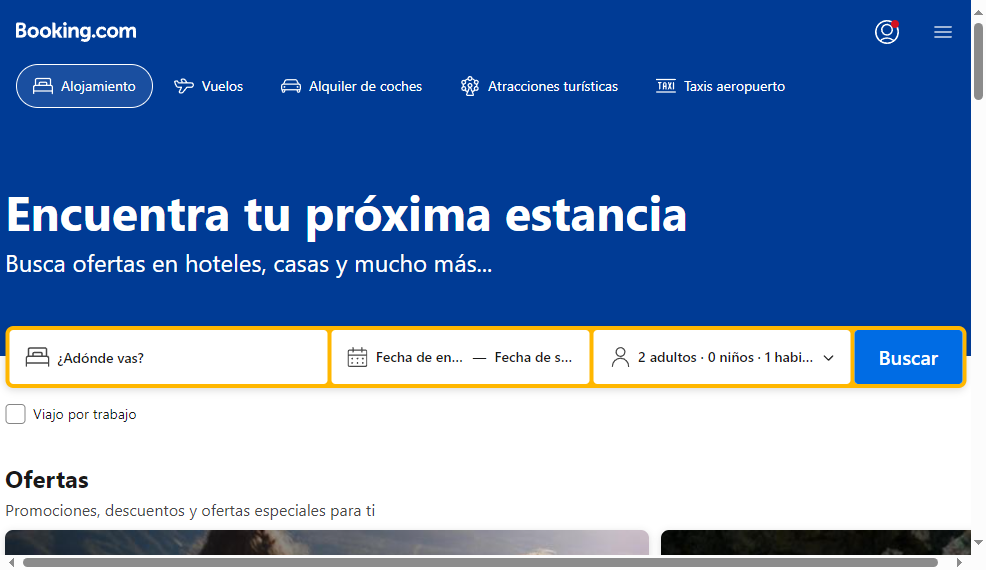 Booking.com
Alojamiento
Vuelos
Alquiler de coches
Atracciones turísticas
TAXI Taxis aeropuerto
Encuentra tu próxima estancia
Busca ofertas en hoteles, casas y mucho más...
¿Adónde vas?
Fecha de en... — Fecha de s...
2 adultos · 0 niños · 1 habi...
Buscar
Viajo por trabajo
Ofertas
Promociones, descuentos y ofertas especiales para ti